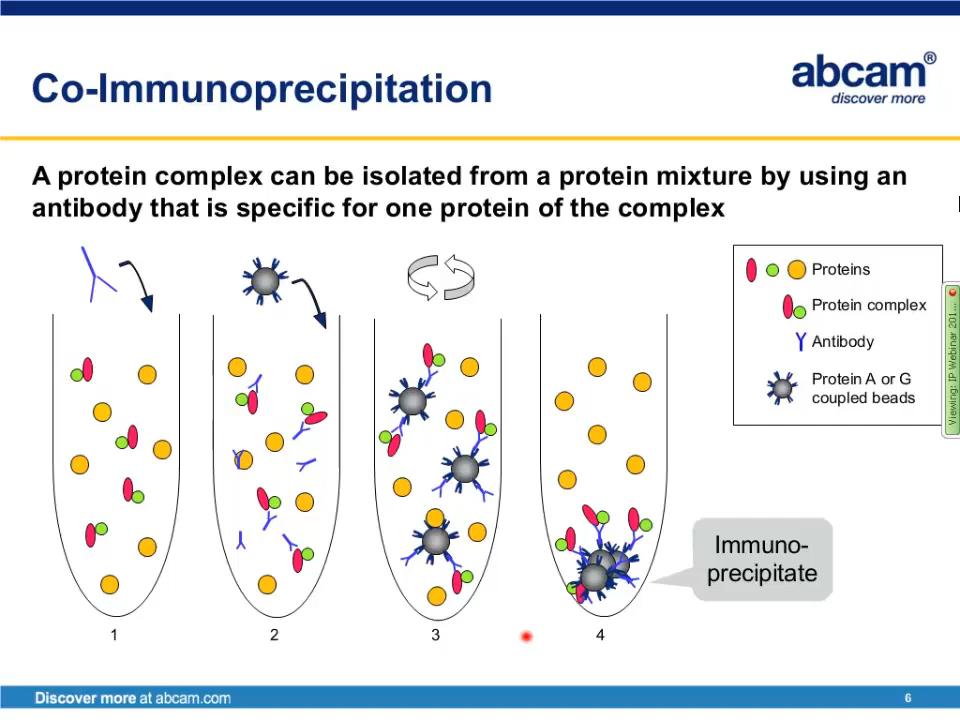 Co-Immunoprecipitation
abcam®
discover more
A protein complex can be isolated from a protein mixture by using an
antibody that is specific for one protein of the complex
Proteins
Protein complex
Antibody
Protein A or G
coupled beads
Viewing: IP Webinar 201...
Immuno-
precipitate
1
2
3
4
Discover more at abcam.com
6